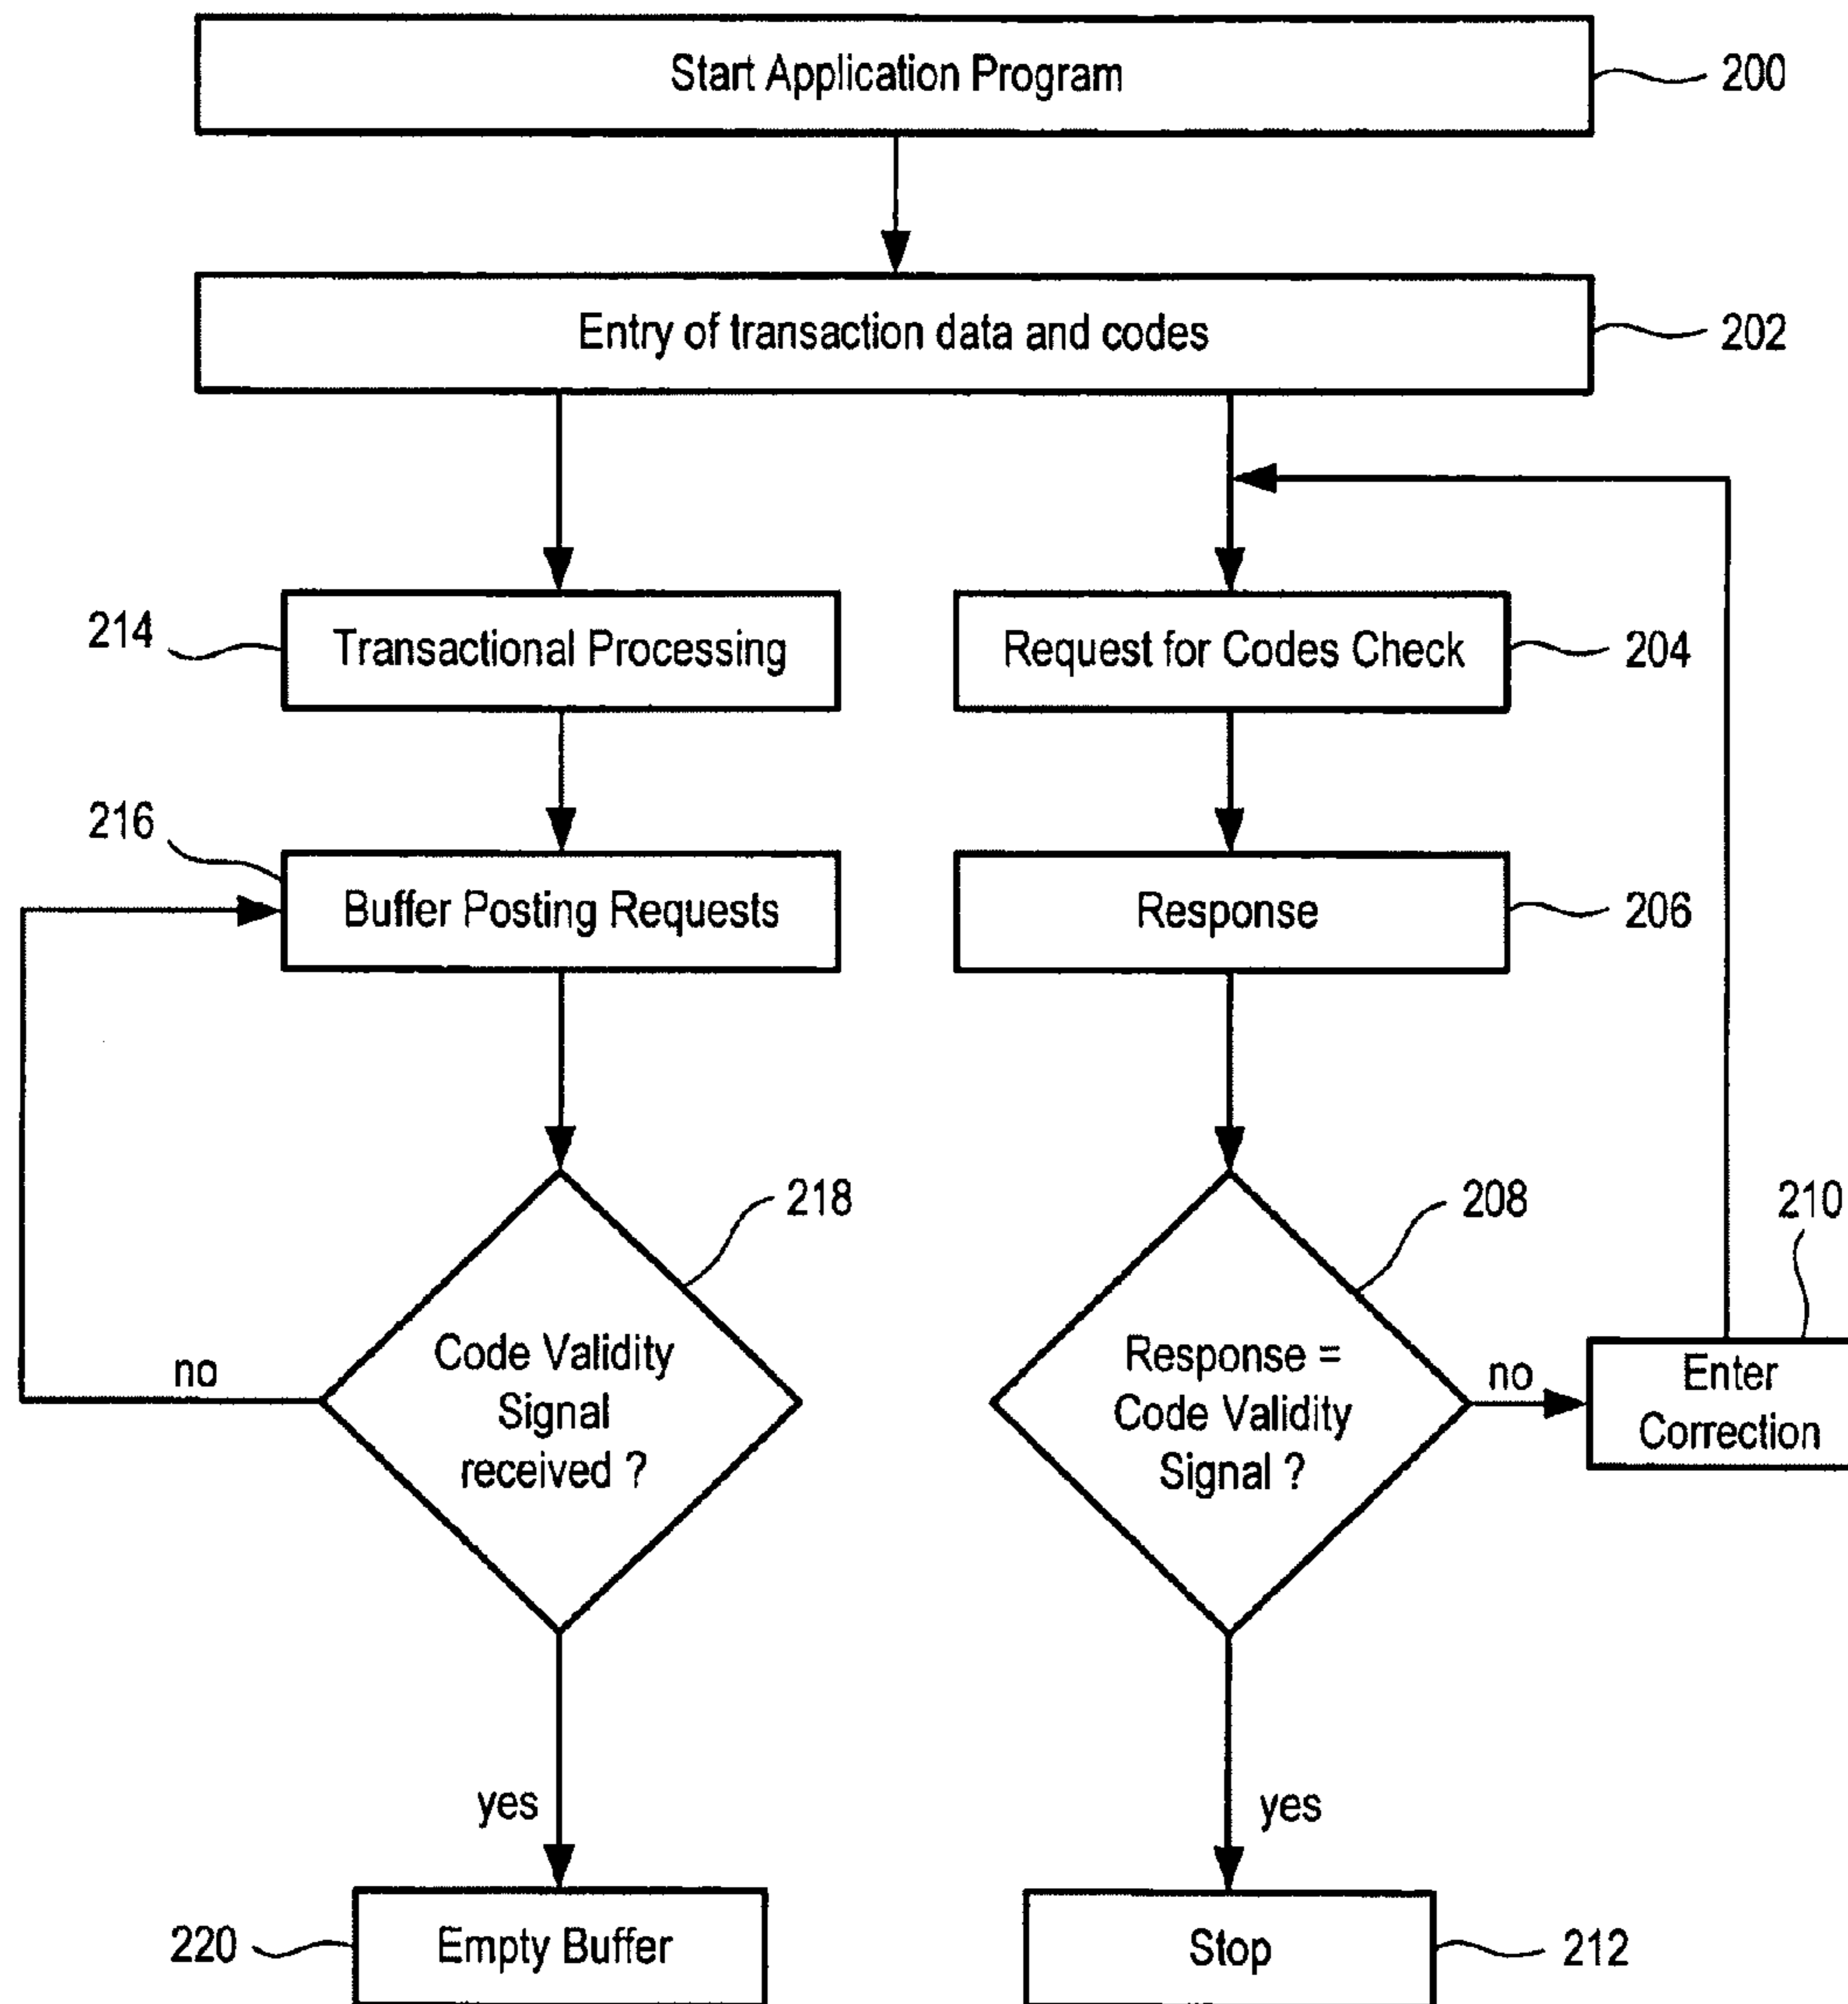 Start Application Program
200
Entry of transaction data and codes
202
214
Transactional Processing
Request for Codes Check
204
216
Buffer Posting Requests
Response
206
218
208
210
Code Validity
Signal
received ?
no
Response =
Code Validity
Signal ?
no
Enter
Correction
yes
yes
220
Empty Buffer
Stop
212